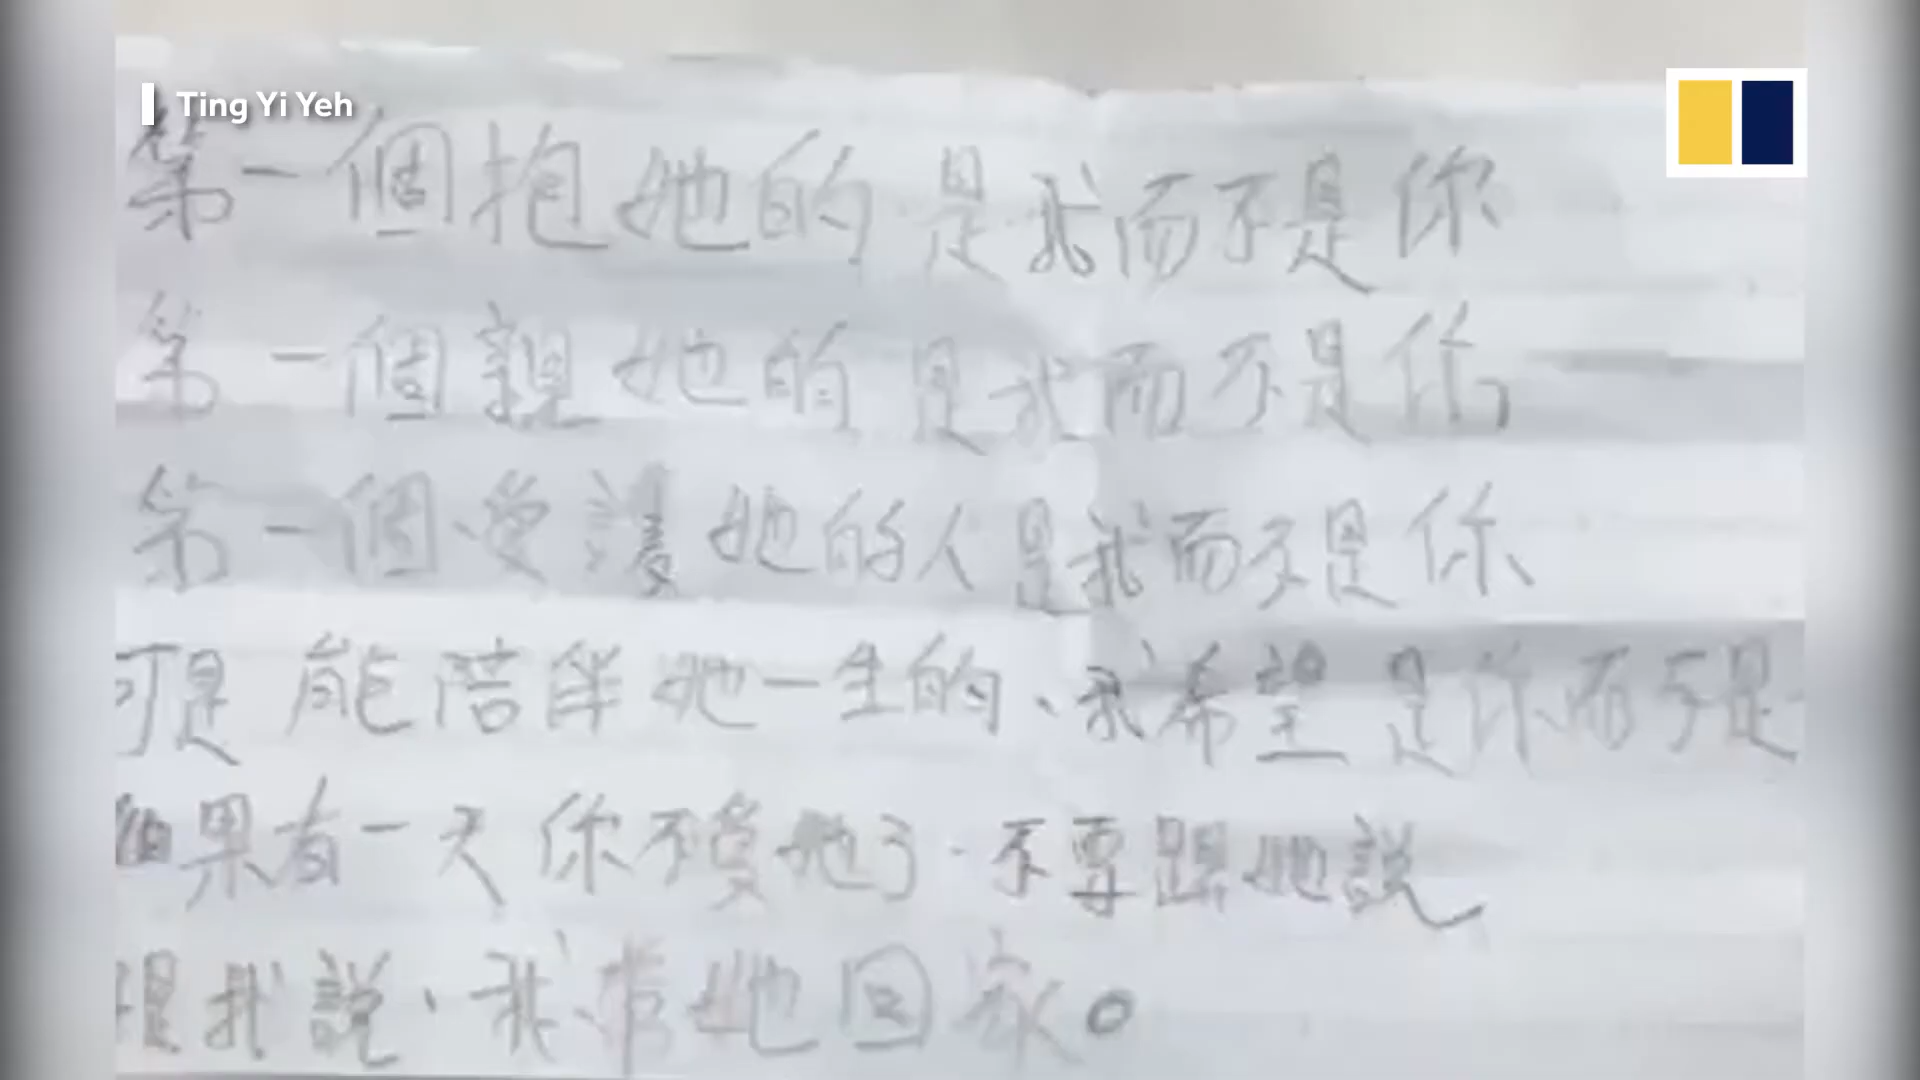 Ting Yi Yeh
第一個抱她的是我而不是你
第一個親她的是我而不是你
第一個愛護她的人是我而不是你
可是能陪伴她一生的、我希望是你而不是
如果有一天你不愛她了、不要跟她說
跟我說、我帶她回家。